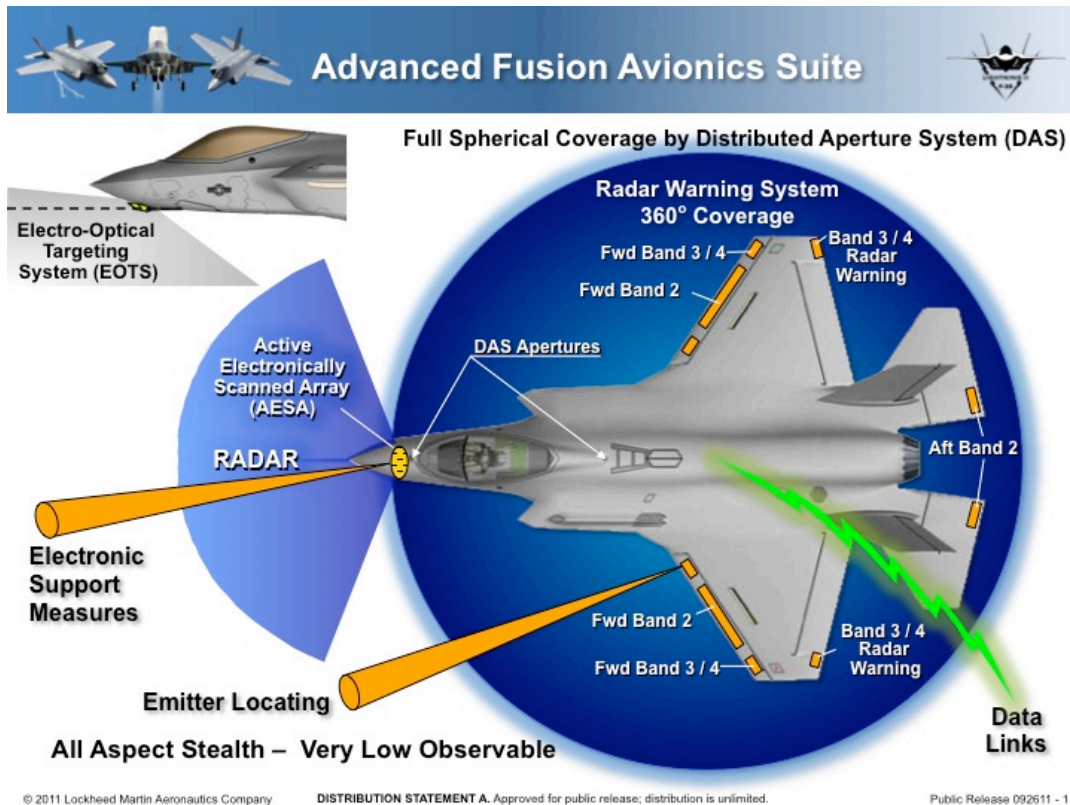 Advanced Fusion Avionics Suite
LIGHTNING II
F-35
Full Spherical Coverage by Distributed Aperture System (DAS)
Electro-Optical
Targeting
System (EOTS)
Radar Warning System
360° Coverage
Fwd Band 3 / 4
Band 3 / 4
Radar
Warning
Fwd Band 2
Active
Electronically
Scanned Array
(AESA)
DAS Apertures
RADAR
Aft Band 2
Electronic
Support
Measures
Fwd Band 2
Fwd Band 3 / 4
Band 3 / 4
Radar
Warning
Emitter Locating
Data
Links
All Aspect Stealth – Very Low Observable
© 2011 Lockheed Martin Aeronautics Company
DISTRIBUTION STATEMENT A. Approved for public release; distribution is unlimited.
Public Release 092611 - 1